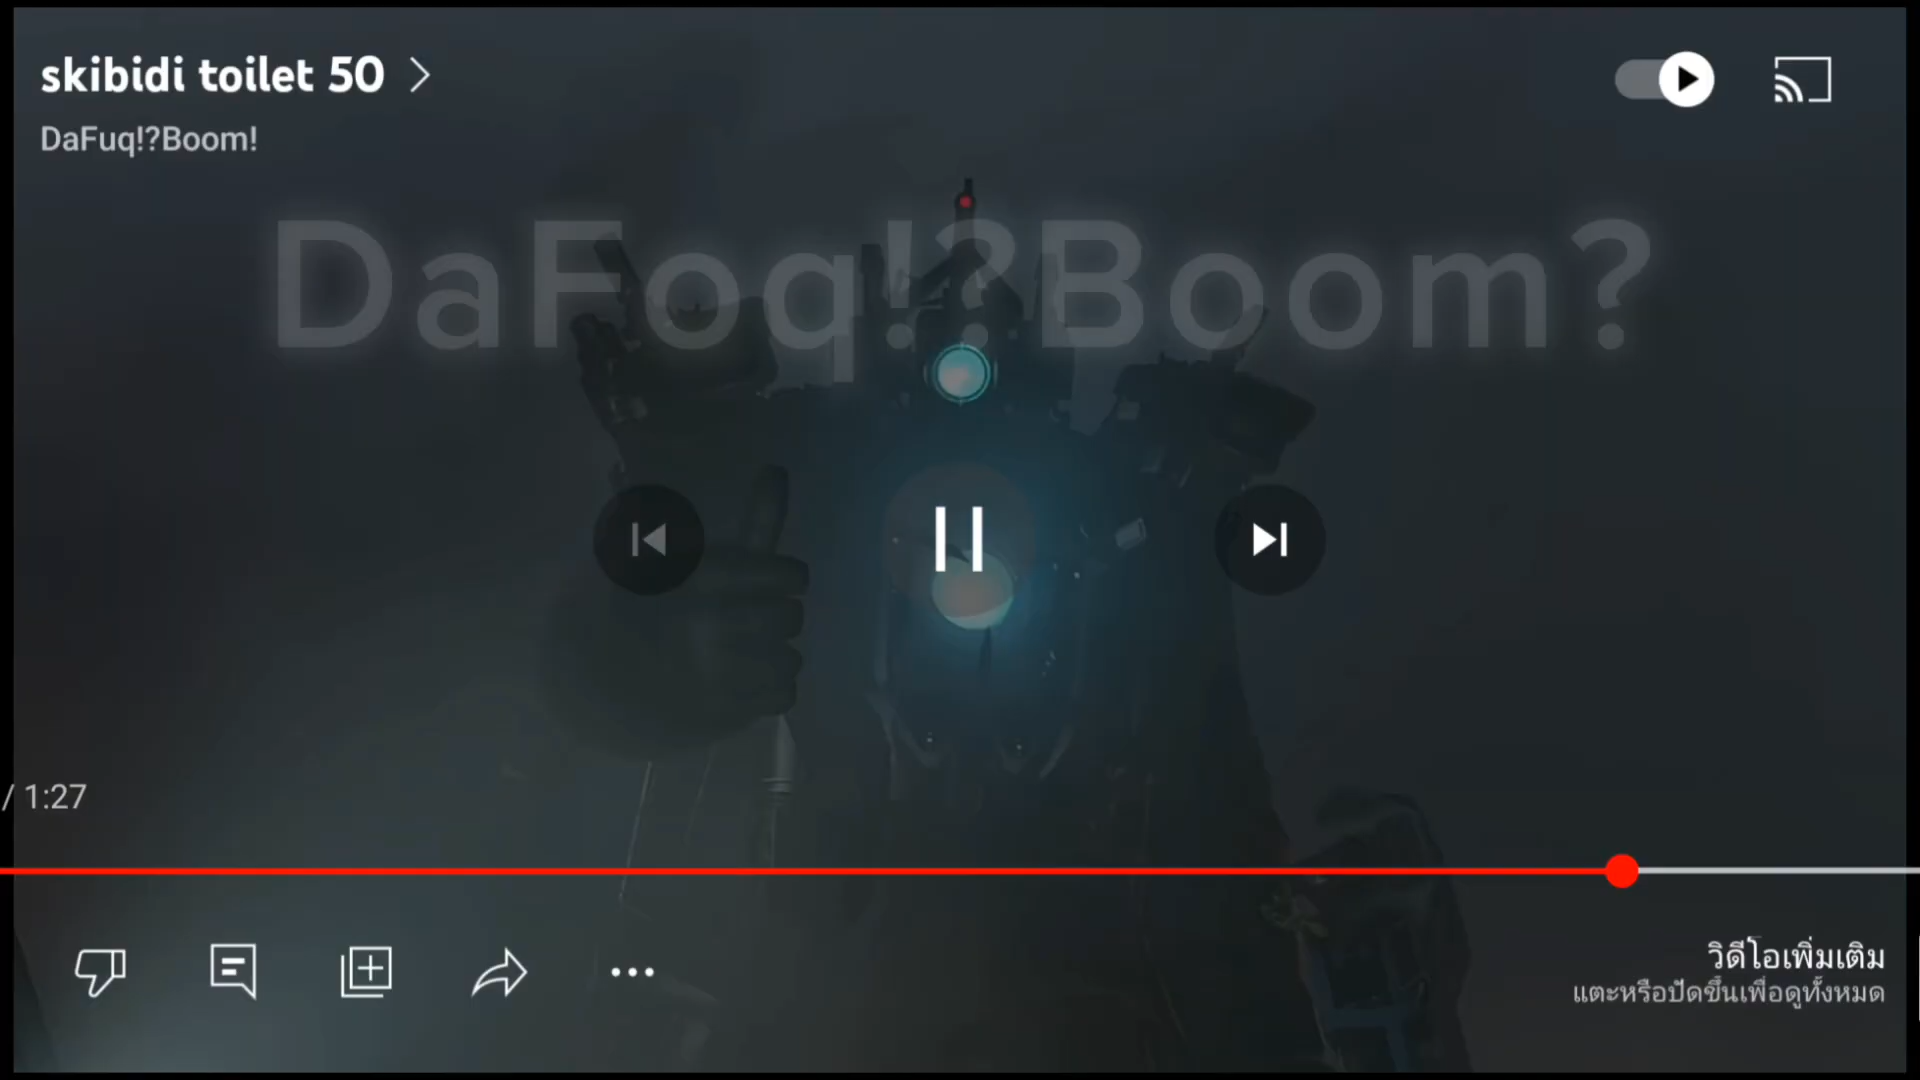 skibidi toilet 50
DaFuq!?Boom!
DaFoq!?Boom?
/ 1:27
วิดีโอเพิ่มเติม
แตะหรือปัดขึ้นเพื่อดูทั้งหมด